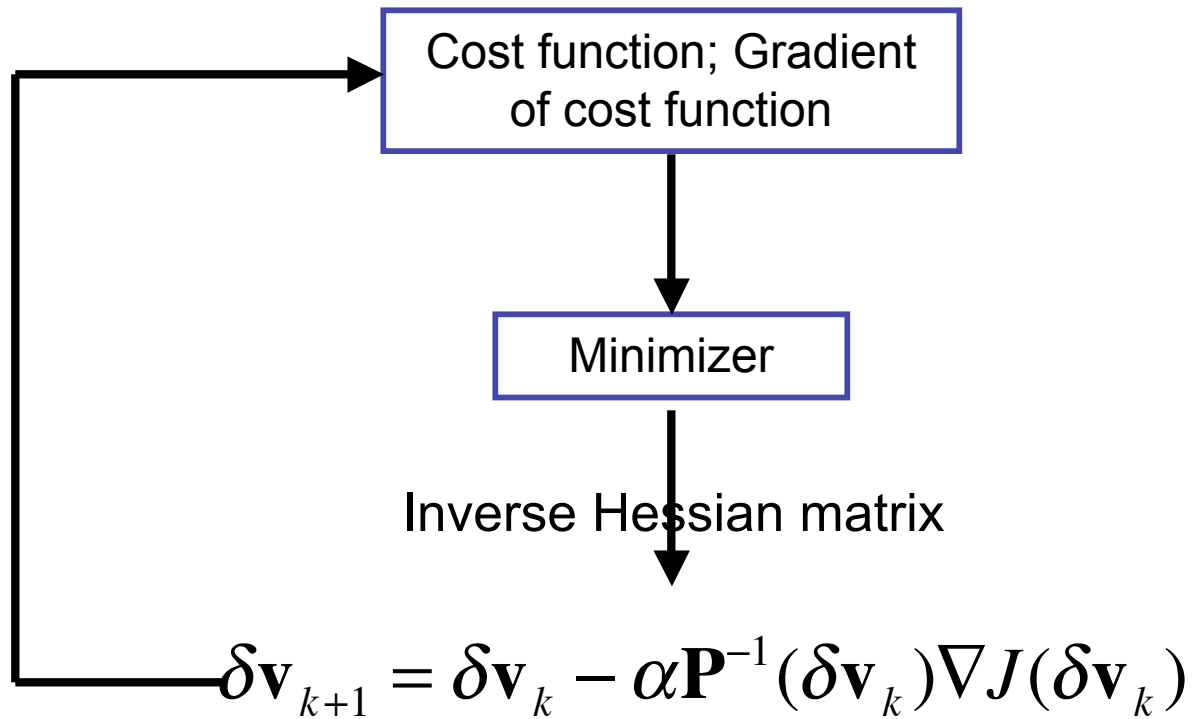 Cost function; Gradient
of cost function
Minimizer
Inverse Hessian matrix
δv_{k+1} = δv_k − αP^{−1}(δv_k)∇J(δv_k)